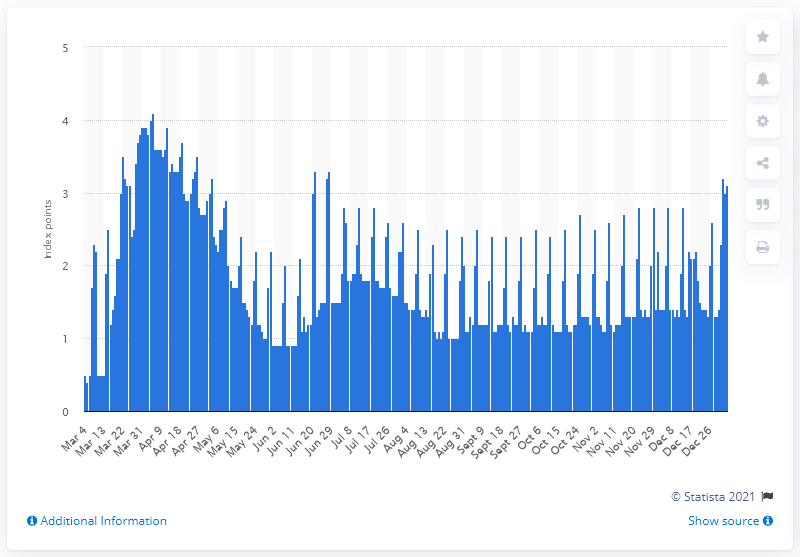 5
4
3
2
1
0
Index points
Mar 4
Mar 13
Mar 22
Mar 31
Apr 9
Apr 18
Apr 27
May 6
May 15
May 24
Jun 2
Jun 11
Jun 20
Jun 29
Jul 8
Jul 17
Jul 26
Aug 4
Aug 13
Aug 22
Aug 31
Sept 9
Sept 18
Sept 27
Oct 6
Oct 15
Oct 24
Nov 2
Nov 11
Nov 20
Nov 29
Dec 8
Dec 17
Dec 26
© Statista 2021
Additional Information
Show source